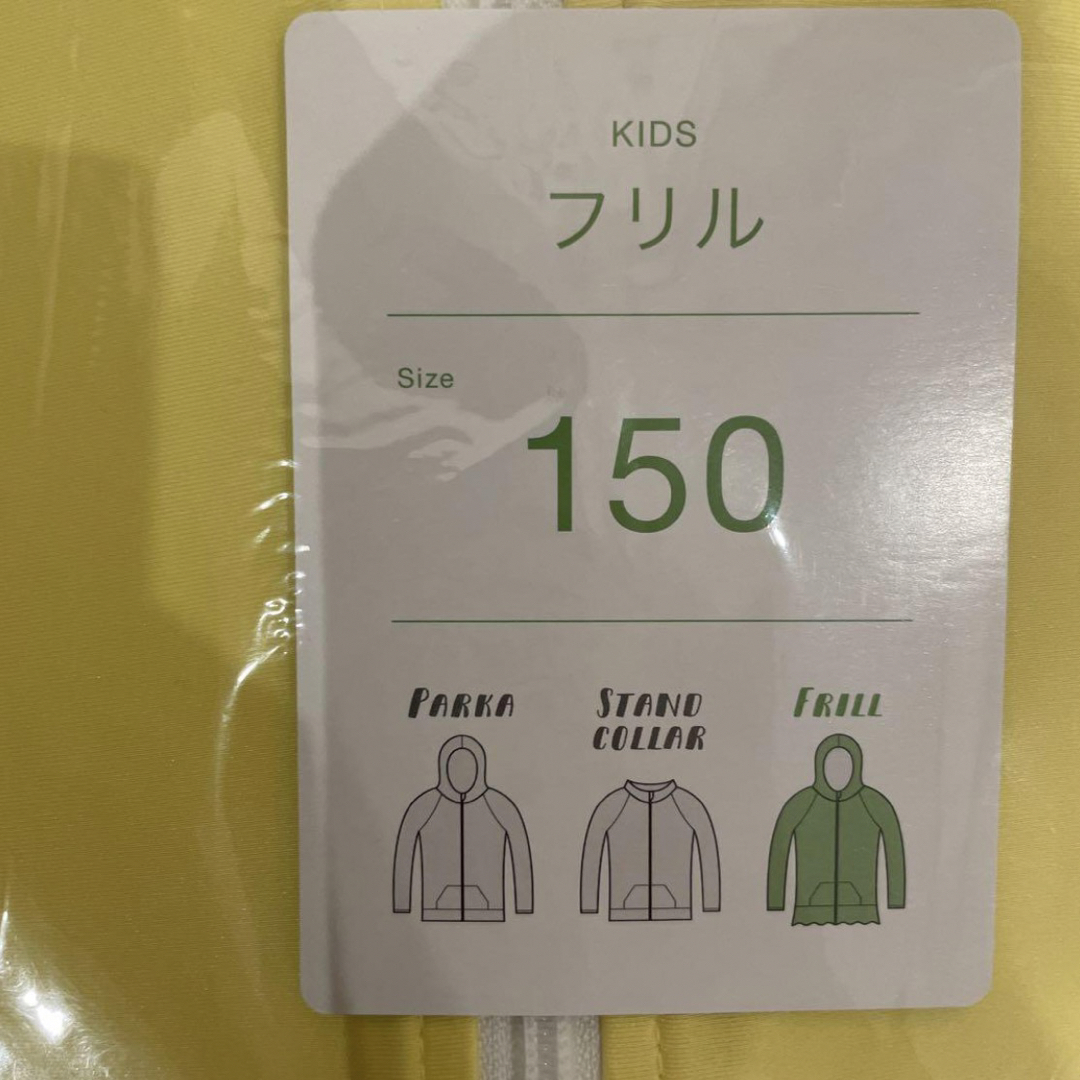 KIDS
フリル
Size
150
PARKA
STAND
COLLAR
FRILL